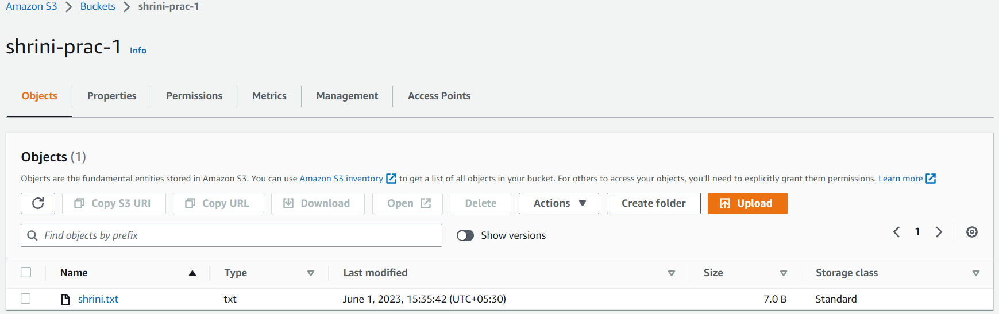 Amazon S3 > Buckets > shrini-prac-1
shrini-prac-1 Info
Objects Properties Permissions Metrics Management Access Points
Objects (1)
Objects are the fundamental entities stored in Amazon S3. You can use Amazon S3 inventory to get a list of all objects in your bucket. For others to access your objects, you’ll need to explicitly grant them permissions. Learn more
Copy S3 URI Copy URL Download Open Delete Actions Create folder Upload
Find objects by prefix Show versions 1
Name Type Last modified Size Storage class
shrini.txt txt June 1, 2023, 15:35:42 (UTC+05:30) 7.0 B Standard